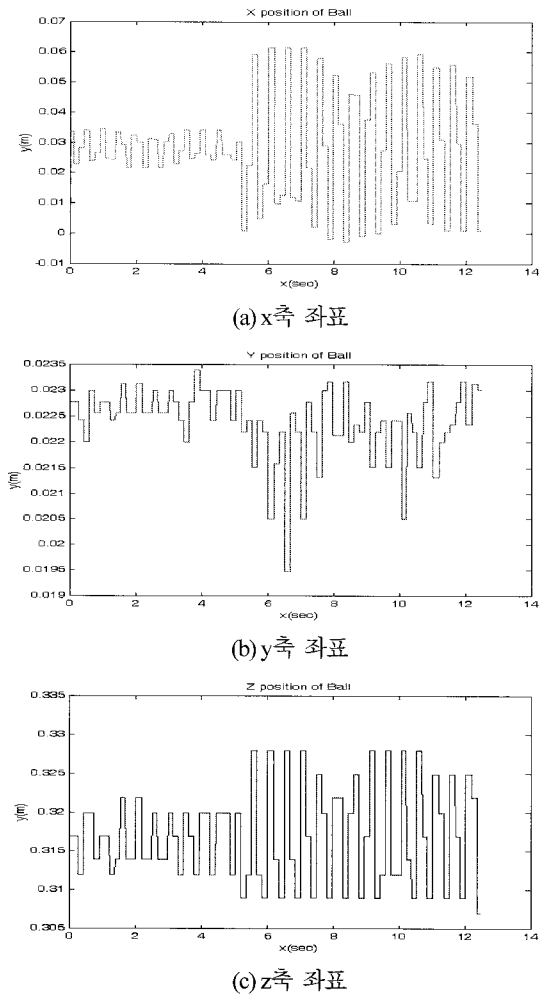 X position of Ball
0.07
0.06
0.05
0.04
0.03
0.02
0.01
0
-0.01
y(m)
0 2 4 6 8 10 12 14
x(sec)
(a) x축 좌표
Y position of Ball
0.0235
0.023
0.0225
0.022
0.0215
0.021
0.0205
0.02
0.0195
0.019
y(m)
0 2 4 6 8 10 12 14
x(sec)
(b) y축 좌표
Z position of Ball
0.335
0.33
0.325
0.32
0.315
0.31
0.305
y(m)
0 2 4 6 8 10 12 14
x(sec)
(c) z축 좌표